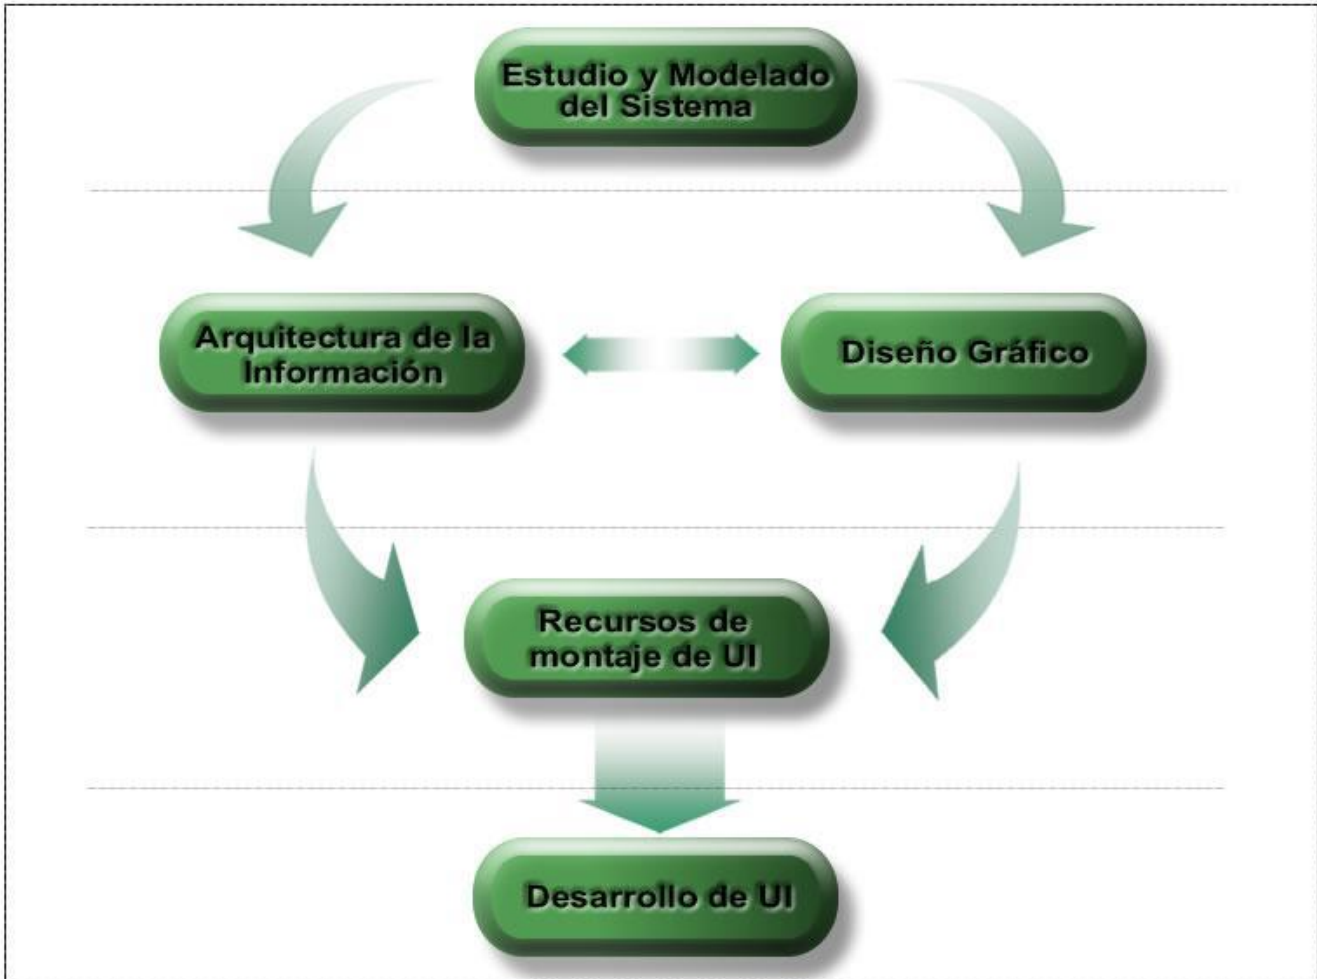 Estudio y Modelado
del Sistema
Arquitectura de la
Información
Diseño Gráfico
Recursos de
montaje de UI
Desarrollo de UI